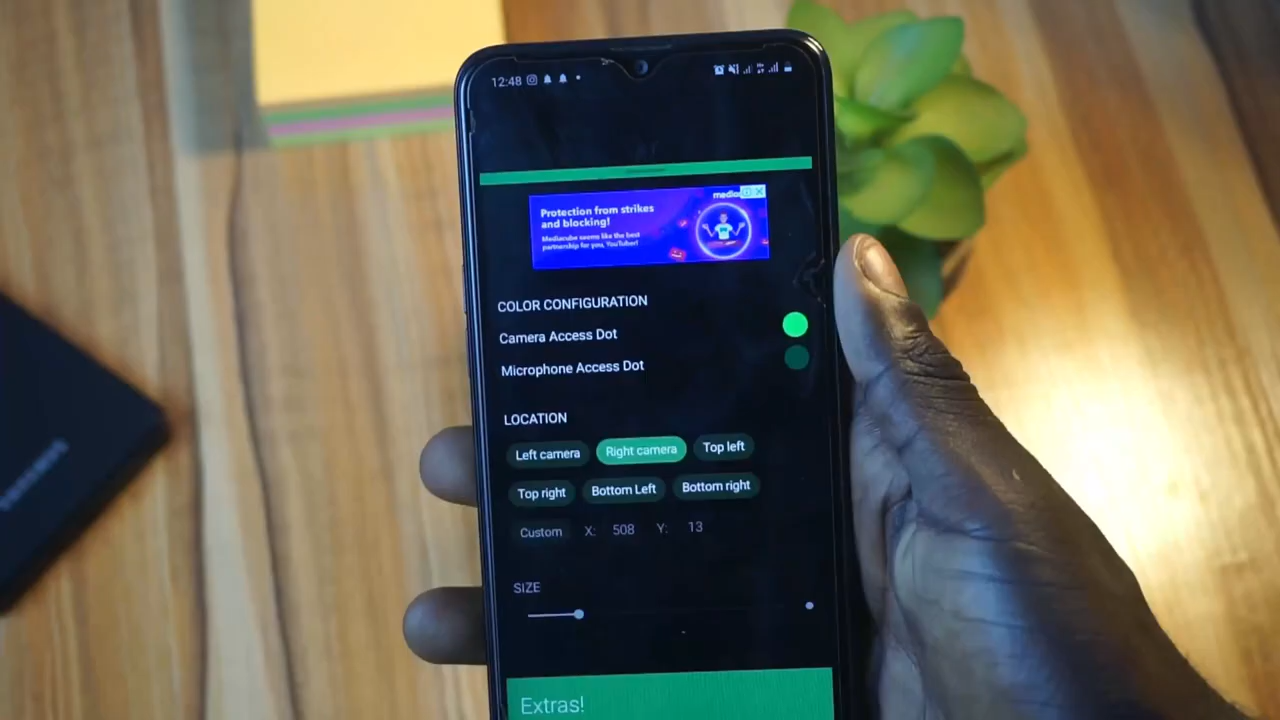 12:48
Protection from strikes
and blocking!
Mediacube seems like the best
partnership for you, YouTuber!
COLOR CONFIGURATION
Camera Access Dot
Microphone Access Dot
LOCATION
Left camera Right camera Top left
Top right Bottom Left Bottom right
Custom X: 508 Y: 13
SIZE
Extras!